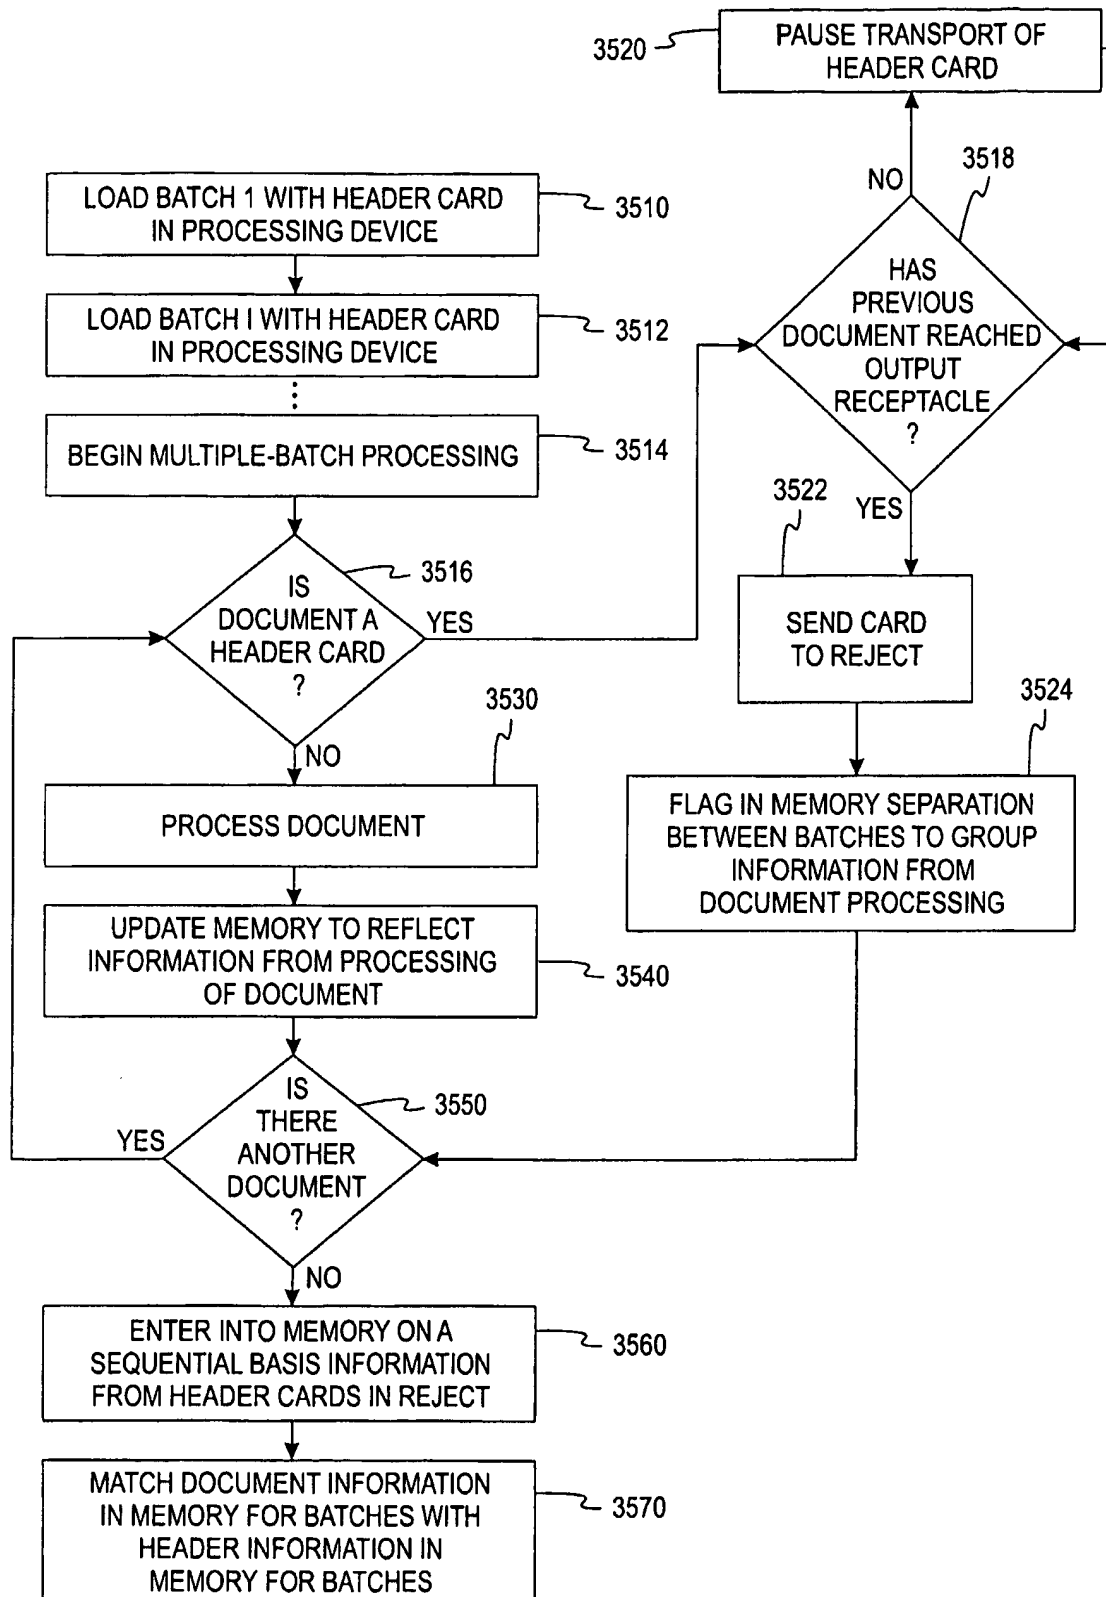 3520
PAUSE TRANSPORT OF
HEADER CARD
NO
3518
HAS
PREVIOUS
DOCUMENT REACHED
OUTPUT
RECEPTACLE
?
YES
LOAD BATCH 1 WITH HEADER CARD
IN PROCESSING DEVICE
3510
LOAD BATCH I WITH HEADER CARD
IN PROCESSING DEVICE
3512
BEGIN MULTIPLE-BATCH PROCESSING
3514
IS
DOCUMENT A
HEADER CARD
?
3516
YES
NO
3522
SEND CARD
TO REJECT
3524
FLAG IN MEMORY SEPARATION
BETWEEN BATCHES TO GROUP
INFORMATION FROM
DOCUMENT PROCESSING
3530
PROCESS DOCUMENT
UPDATE MEMORY TO REFLECT
INFORMATION FROM PROCESSING
OF DOCUMENT
3540
IS
THERE
ANOTHER
DOCUMENT
?
3550
YES
NO
ENTER INTO MEMORY ON A
SEQUENTIAL BASIS INFORMATION
FROM HEADER CARDS IN REJECT
3560
MATCH DOCUMENT INFORMATION
IN MEMORY FOR BATCHES WITH
HEADER INFORMATION IN
MEMORY FOR BATCHES
3570